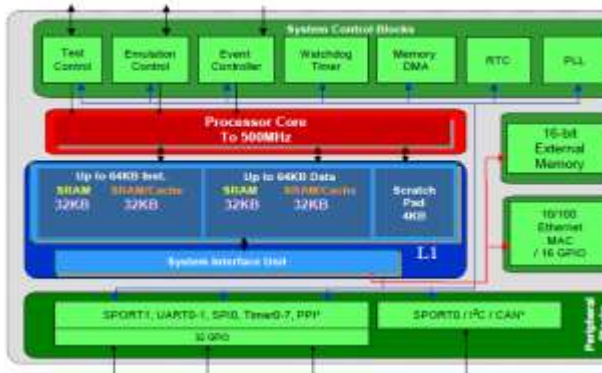 System Control Blocks
Test Control
Emulation Control
Event Controller
Watchdog Timer
Memory DMA
RTC
PLL
Processor Core
To 500MHz
Up to 64KB Inst.
SRAM SRAM/Cache
32KB 32KB
Up to 64KB Data
SRAM SRAM/Cache
32KB 32KB
Scratch
Pad
4KB
L1
System Interface Unit
16-bit
External
Memory
10/100
Ethernet
MAC
/ 16 GPIO
SPORT1, UART0-1, SPI0, Timer0-7, PPI*
32 GPIO
SPORT0 / I²C / CAN*
Peripheral